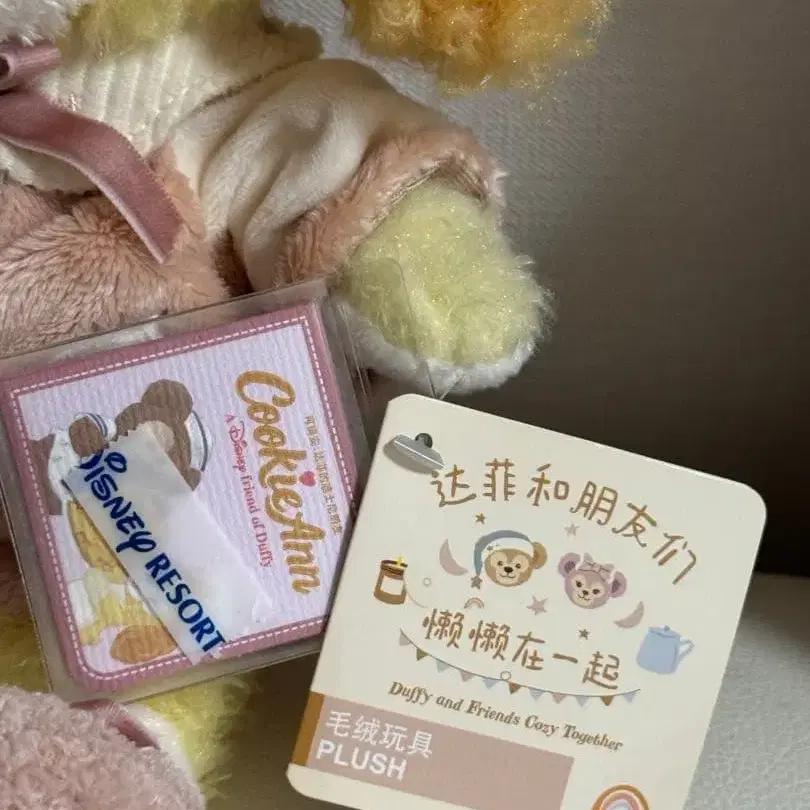 CookieAnn
A Disney Friend of Duffy
DISNEY RESORT
达菲和朋友们
懒懒在一起
Duffy and Friends Cozy Together
毛绒玩具
PLUSH